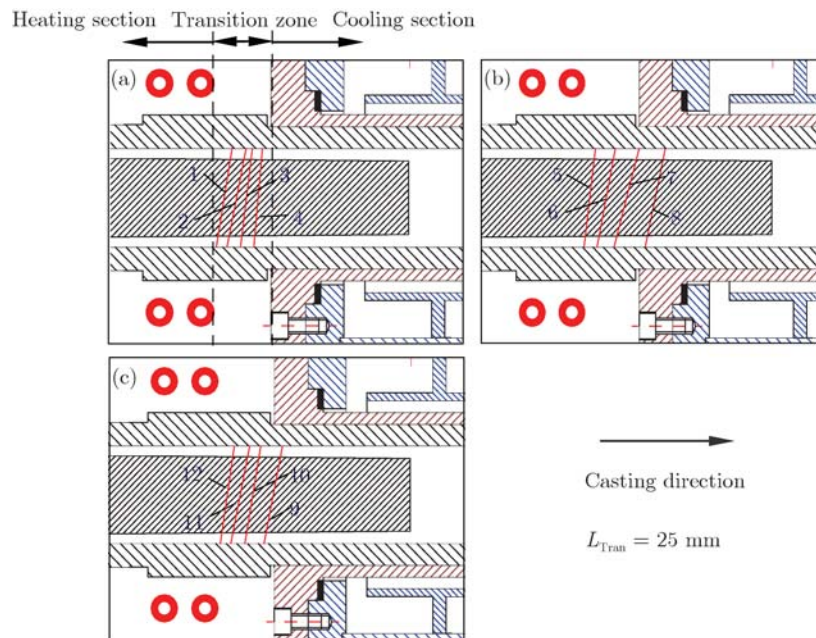 Heating section Transition zone Cooling section
(a)
1
3
2
4
(b)
5
7
6
8
(c)
12
10
11
9
Casting direction
L_Tran = 25 mm